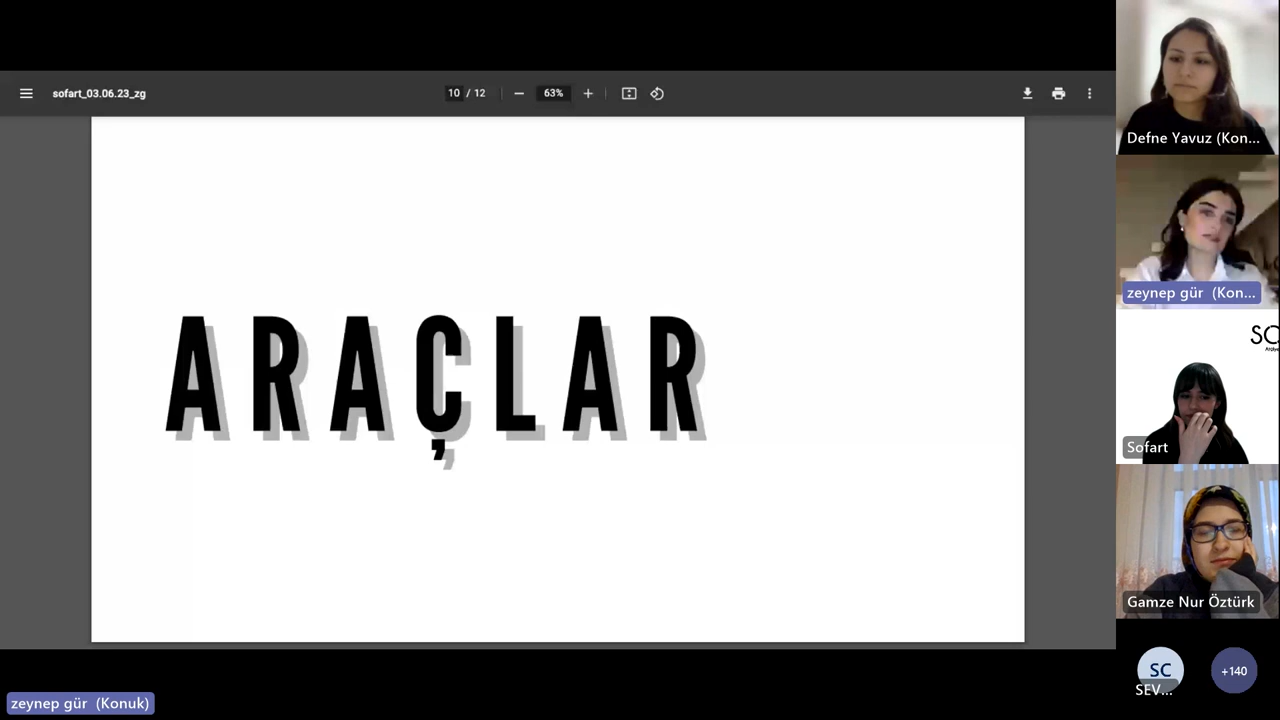 sofart_03.06.23_zg
10 / 12
63%
ARAÇLAR
Defne Yavuz (Kon...
zeynep gür (Kon...
SC
Sofart
Gamze Nur Öztürk
SC
SEV...
+140
zeynep gür (Konuk)